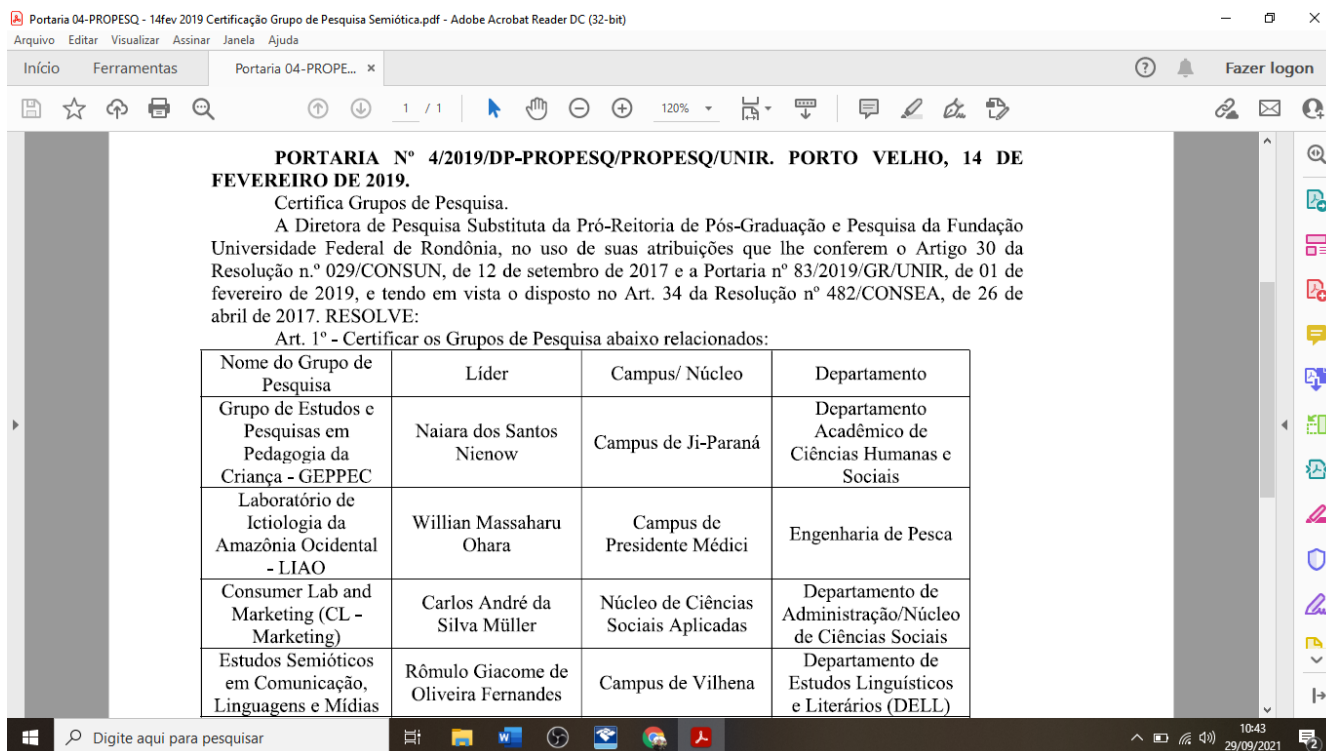 Portaria 04-PROPESQ - 14fev 2019 Certificação Grupo de Pesquisa Semiótica.pdf - Adobe Acrobat Reader DC (32-bit)
Arquivo Editar Visualizar Assinar Janela Ajuda
Início Ferramentas Portaria 04-PROPE... × Fazer logon
1 / 1 120%
PORTARIA Nº 4/2019/DP-PROPESQ/PROPESQ/UNIR. PORTO VELHO, 14 DE
FEVEREIRO DE 2019.
Certifica Grupos de Pesquisa.
A Diretora de Pesquisa Substituta da Pró-Reitoria de Pós-Graduação e Pesquisa da Fundação
Universidade Federal de Rondônia, no uso de suas atribuições que lhe conferem o Artigo 30 da
Resolução n.º 029/CONSUN, de 12 de setembro de 2017 e a Portaria nº 83/2019/GR/UNIR, de 01 de
fevereiro de 2019, e tendo em vista o disposto no Art. 34 da Resolução nº 482/CONSEA, de 26 de
abril de 2017. RESOLVE:
Art. 1º - Certificar os Grupos de Pesquisa abaixo relacionados:
Nome do Grupo de
Pesquisa
Líder
Campus/ Núcleo
Departamento
Grupo de Estudos e
Pesquisas em
Pedagogia da
Criança - GEPPEC
Naiara dos Santos
Nienow
Campus de Ji-Paraná
Departamento
Acadêmico de
Ciências Humanas e
Sociais
Laboratório de
Ictiologia da
Amazônia Ocidental
- LIAO
Willian Massaharu
Ohara
Campus de
Presidente Médici
Engenharia de Pesca
Consumer Lab and
Marketing (CL -
Marketing)
Carlos André da
Silva Müller
Núcleo de Ciências
Sociais Aplicadas
Departamento de
Administração/Núcleo
de Ciências Sociais
Estudos Semióticos
em Comunicação,
Linguagens e Mídias
Rômulo Giacome de
Oliveira Fernandes
Campus de Vilhena
Departamento de
Estudos Linguísticos
e Literários (DELL)
Digite aqui para pesquisar
10:43
29/09/2021